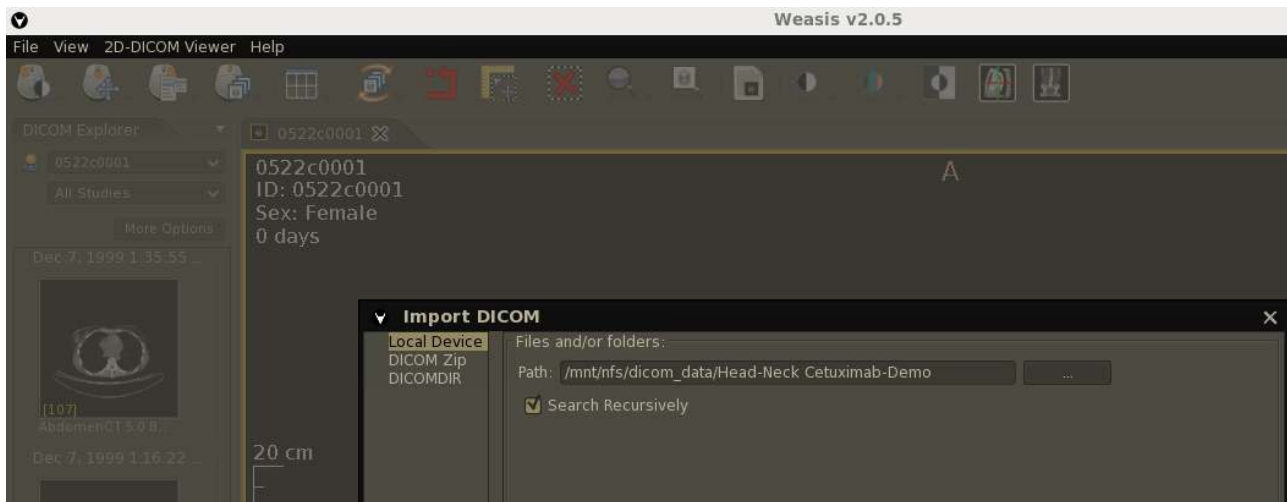 Weasis v2.0.5
File View 2D-DICOM Viewer Help
DICOM Explorer
0522c0001
0522c0001
All Studies
More Options
Dec 7, 1999 1:35:55 ...
[107]
AbdomenCT 5.0 B...
Dec 7, 1999 1:16:22 ...
0522c0001
ID: 0522c0001
Sex: Female
0 days
A
20 cm
Import DICOM
Local Device
DICOM Zip
DICOMDIR
Files and/or folders:
Path: /mnt/nfs/dicom_data/Head-Neck Cetuximab-Demo ...
Search Recursively